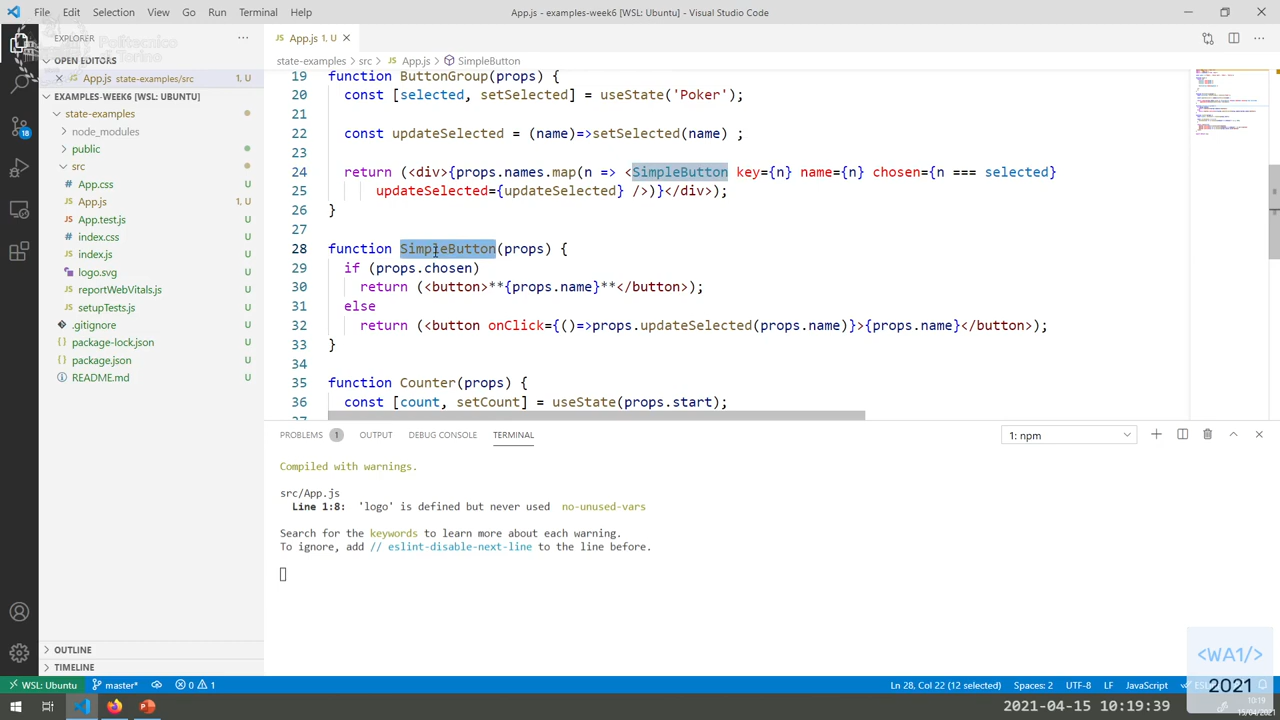 File Edit Selection View Go Run Terminal Help
App.js - examples-week6 [WSL: Ubuntu] - Visual Studio Code
EXPLORER
Politecnico
Torino
OPEN EDITORS
App.js state-examples/src 1, U
EXAMPLES-WEEK6 [WSL: UBUNTU]
state-examples
node_modules
public
src
App.css U
App.js 1, U
App.test.js U
index.css U
index.js U
logo.svg U
reportWebVitals.js U
setupTests.js U
.gitignore U
package-lock.json U
package.json U
README.md U
OUTLINE
TIMELINE
18
App.js 1, U
state-examples > src > App.js > SimpleButton
19 function ButtonGroup(props) {
20 const [selected, setSelected] = useState('Poker');
21
22 const updateSelected = (name)=>setSelected(name) ;
23
24 return (<div>{props.names.map(n => <SimpleButton key={n} name={n} chosen={n === selected}
25 updateSelected={updateSelected} />)}</div>);
26 }
27
28 function SimpleButton(props) {
29 if (props.chosen)
30 return (<button>**{props.name}**</button>);
31 else
32 return (<button onClick={()=>props.updateSelected(props.name)}>{props.name}</button>);
33 }
34
35 function Counter(props) {
36 const [count, setCount] = useState(props.start);
37
PROBLEMS 1 OUTPUT DEBUG CONSOLE TERMINAL
1: npm
Compiled with warnings.
src/App.js
Line 1:8: 'logo' is defined but never used no-unused-vars
Search for the keywords to learn more about each warning.
To ignore, add // eslint-disable-next-line to the line before.
<WA1/>
2021
WSL: Ubuntu master* 0 1
Ln 28, Col 22 (12 selected) Spaces: 2 UTF-8 LF JavaScript
2021-04-15 10:19:39
10:19
15/04/2021